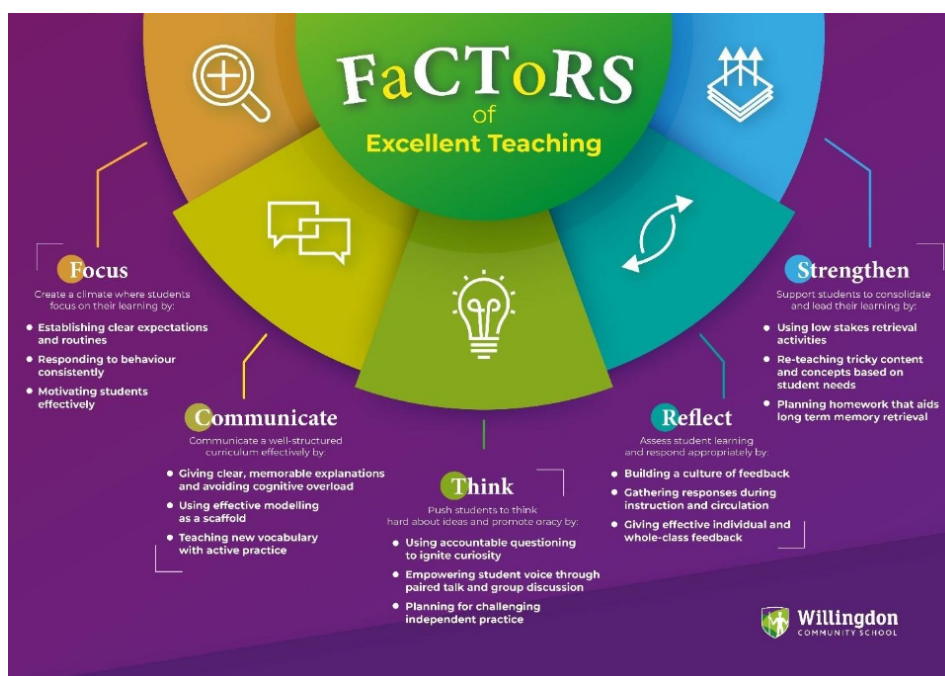 FaCToRS
of
Excellent Teaching
Focus
Create a climate where students
focus on their learning by:
● Establishing clear expectations
and routines
● Responding to behaviour
consistently
● Motivating students
effectively
Communicate
Communicate a well-structured
curriculum effectively by:
● Giving clear, memorable explanations
and avoiding cognitive overload
● Using effective modelling
as a scaffold
● Teaching new vocabulary
with active practice
Think
Push students to think
hard about ideas and promote oracy by:
● Using accountable questioning
to ignite curiosity
● Empowering student voice through
paired talk and group discussion
● Planning for challenging
independent practice
Reflect
Assess student learning
and respond appropriately by:
● Building a culture of feedback
● Gathering responses during
instruction and circulation
● Giving effective individual and
whole-class feedback
Strengthen
Support students to consolidate
and lead their learning by:
● Using low stakes retrieval
activities
● Re-teaching tricky content
and concepts based on
student needs
● Planning homework that aids
long term memory retrieval
Willingdon
COMMUNITY SCHOOL